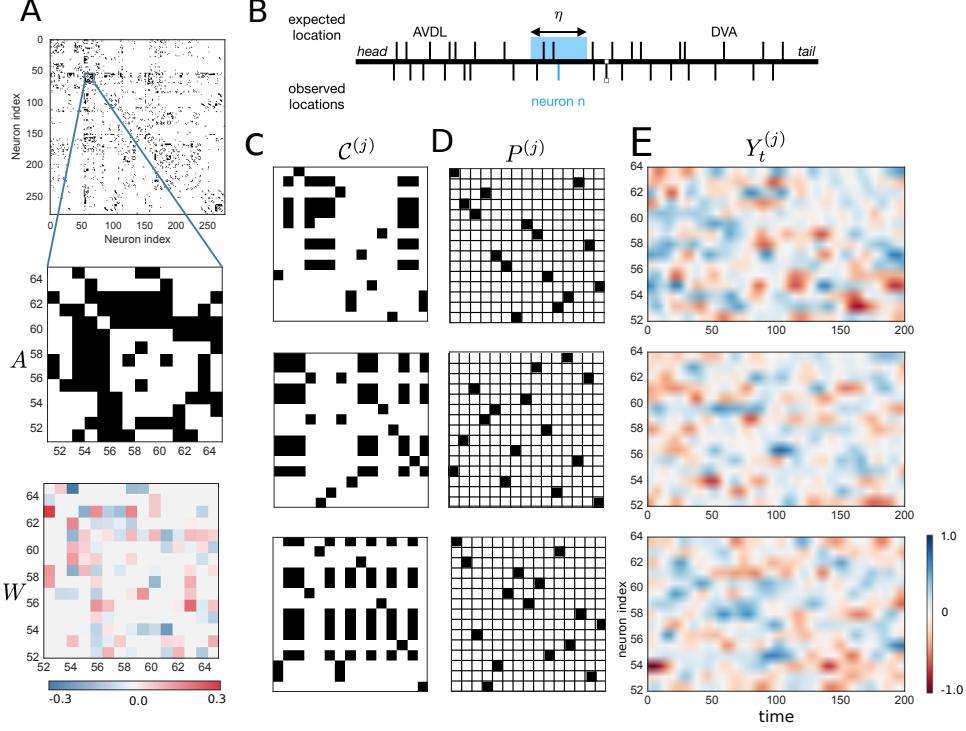 A
0
50
100
150
200
250
Neuron index
0 50 100 150 200 250
Neuron index
B
expected
location
η
AVDL
DVA
head
tail
observed
locations
neuron n
A
64
62
60
58
56
54
52
52 54 56 58 60 62 64
W
64
62
60
58
56
54
52
52 54 56 58 60 62 64
-0.3 0.0 0.3
C
𝒞^(j)
D
P^(j)
E
Y_t^(j)
64
62
60
58
56
54
52
0 50 100 150 200
64
62
60
58
56
54
52
0 50 100 150 200
neuron index
64
62
60
58
56
54
52
0 50 100 150 200
time
1.0
0
-1.0